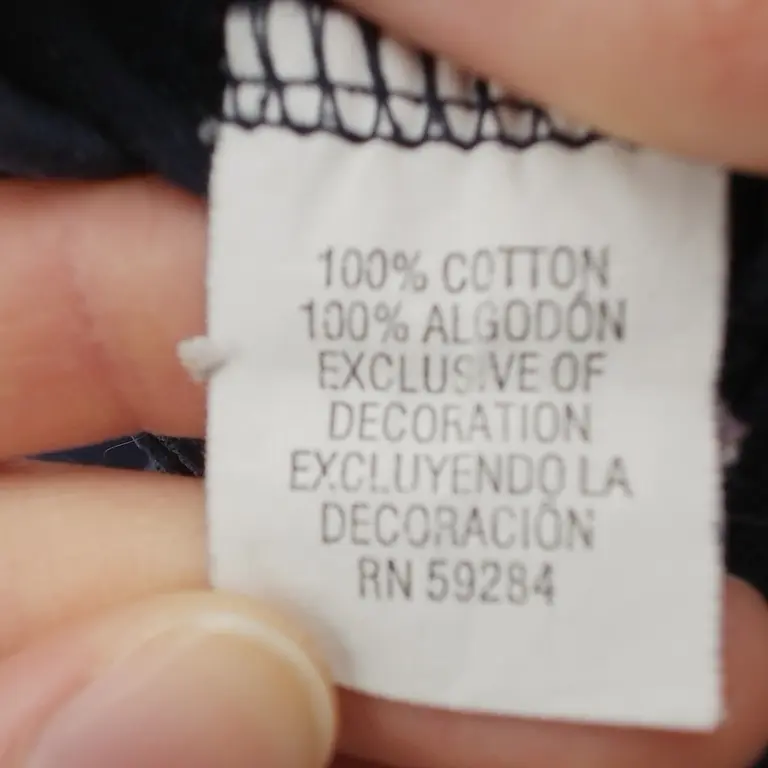 100% COTTON
100% ALGODÓN
EXCLUSIVE OF
DECORATION
EXCLUYENDO LA
DECORACIÓN
RN 59284